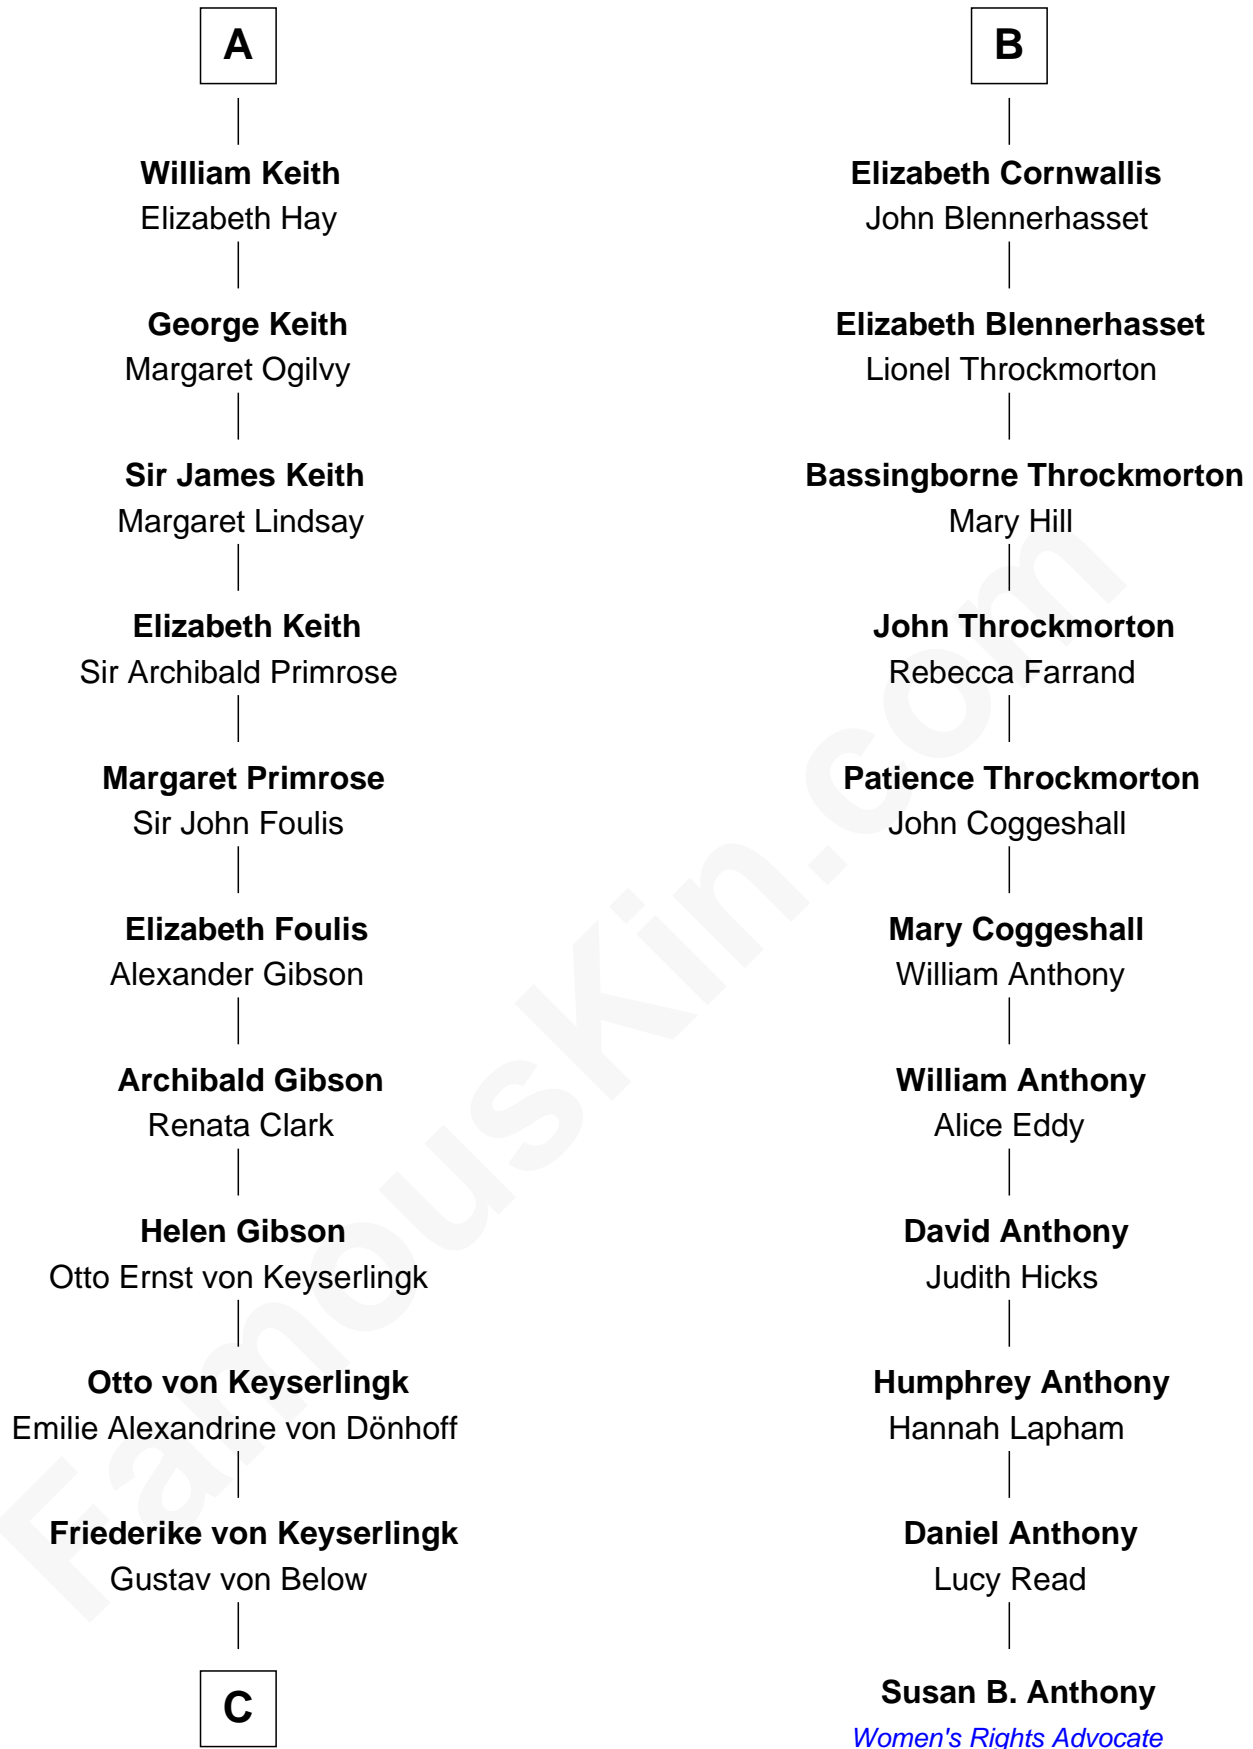 A
William Keith
Elizabeth Hay
George Keith
Margaret Ogilvy
Sir James Keith
Margaret Lindsay
Elizabeth Keith
Sir Archibald Primrose
Margaret Primrose
Sir John Foulis
Elizabeth Foulis
Alexander Gibson
Archibald Gibson
Renata Clark
Helen Gibson
Otto Ernst von Keyserlingk
Otto von Keyserlingk
Emilie Alexandrine von Dönhoff
Friederike von Keyserlingk
Gustav von Below
C
B
Elizabeth Cornwallis
John Blennerhasset
Elizabeth Blennerhasset
Lionel Throckmorton
Bassingborne Throckmorton
Mary Hill
John Throckmorton
Rebecca Farrand
Patience Throckmorton
John Coggeshall
Mary Coggeshall
William Anthony
William Anthony
Alice Eddy
David Anthony
Judith Hicks
Humphrey Anthony
Hannah Lapham
Daniel Anthony
Lucy Read
Susan B. Anthony
Women's Rights Advocate
FamousKin.com